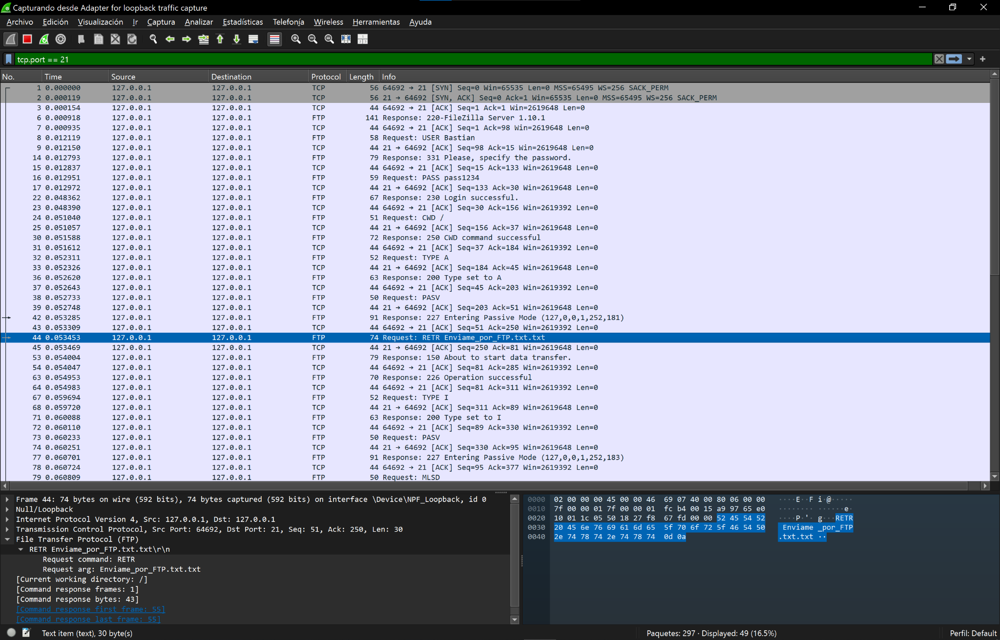 Capturando desde Adapter for loopback traffic capture
Archivo Edición Visualización Ir Captura Analizar Estadísticas Telefonía Wireless Herramientas Ayuda
tcp.port == 21
No. Time Source Destination Protocol Length Info
1 0.000000 127.0.0.1 127.0.0.1 TCP 56 64692 → 21 [SYN] Seq=0 Win=65535 Len=0 MSS=65495 WS=256 SACK_PERM
2 0.000119 127.0.0.1 127.0.0.1 TCP 56 21 → 64692 [SYN, ACK] Seq=0 Ack=1 Win=65535 Len=0 MSS=65495 WS=256 SACK_PERM
3 0.000154 127.0.0.1 127.0.0.1 TCP 44 64692 → 21 [ACK] Seq=1 Ack=1 Win=2619648 Len=0
6 0.000918 127.0.0.1 127.0.0.1 FTP 141 Response: 220-FileZilla Server 1.10.1
7 0.000935 127.0.0.1 127.0.0.1 TCP 44 64692 → 21 [ACK] Seq=1 Ack=98 Win=2619648 Len=0
8 0.012119 127.0.0.1 127.0.0.1 FTP 58 Request: USER Bastian
9 0.012150 127.0.0.1 127.0.0.1 TCP 44 21 → 64692 [ACK] Seq=98 Ack=15 Win=2619648 Len=0
14 0.012793 127.0.0.1 127.0.0.1 FTP 79 Response: 331 Please, specify the password.
15 0.012837 127.0.0.1 127.0.0.1 TCP 44 64692 → 21 [ACK] Seq=15 Ack=133 Win=2619648 Len=0
16 0.012951 127.0.0.1 127.0.0.1 FTP 59 Request: PASS pass1234
17 0.012972 127.0.0.1 127.0.0.1 TCP 44 21 → 64692 [ACK] Seq=133 Ack=30 Win=2619648 Len=0
22 0.048362 127.0.0.1 127.0.0.1 FTP 67 Response: 230 Login successful.
23 0.048390 127.0.0.1 127.0.0.1 TCP 44 64692 → 21 [ACK] Seq=30 Ack=156 Win=2619392 Len=0
24 0.051040 127.0.0.1 127.0.0.1 FTP 51 Request: CWD /
25 0.051057 127.0.0.1 127.0.0.1 TCP 44 21 → 64692 [ACK] Seq=156 Ack=37 Win=2619648 Len=0
30 0.051588 127.0.0.1 127.0.0.1 FTP 72 Response: 250 CWD command successful
31 0.051612 127.0.0.1 127.0.0.1 TCP 44 64692 → 21 [ACK] Seq=37 Ack=184 Win=2619392 Len=0
32 0.052311 127.0.0.1 127.0.0.1 FTP 52 Request: TYPE A
33 0.052326 127.0.0.1 127.0.0.1 TCP 44 21 → 64692 [ACK] Seq=184 Ack=45 Win=2619648 Len=0
36 0.052620 127.0.0.1 127.0.0.1 FTP 63 Response: 200 Type set to A
37 0.052643 127.0.0.1 127.0.0.1 TCP 44 64692 → 21 [ACK] Seq=45 Ack=203 Win=2619392 Len=0
38 0.052733 127.0.0.1 127.0.0.1 FTP 50 Request: PASV
39 0.052748 127.0.0.1 127.0.0.1 TCP 44 21 → 64692 [ACK] Seq=203 Ack=51 Win=2619648 Len=0
42 0.053285 127.0.0.1 127.0.0.1 FTP 91 Response: 227 Entering Passive Mode (127,0,0,1,252,181)
43 0.053309 127.0.0.1 127.0.0.1 TCP 44 64692 → 21 [ACK] Seq=51 Ack=250 Win=2619392 Len=0
44 0.053453 127.0.0.1 127.0.0.1 FTP 74 Request: RETR Enviame_por_FTP.txt.txt
45 0.053469 127.0.0.1 127.0.0.1 TCP 44 21 → 64692 [ACK] Seq=250 Ack=81 Win=2619648 Len=0
53 0.054004 127.0.0.1 127.0.0.1 FTP 79 Response: 150 About to start data transfer.
54 0.054047 127.0.0.1 127.0.0.1 TCP 44 64692 → 21 [ACK] Seq=81 Ack=285 Win=2619392 Len=0
63 0.054953 127.0.0.1 127.0.0.1 FTP 70 Response: 226 Operation successful
64 0.054983 127.0.0.1 127.0.0.1 TCP 44 64692 → 21 [ACK] Seq=81 Ack=311 Win=2619392 Len=0
67 0.059694 127.0.0.1 127.0.0.1 FTP 52 Request: TYPE I
68 0.059720 127.0.0.1 127.0.0.1 TCP 44 21 → 64692 [ACK] Seq=311 Ack=89 Win=2619648 Len=0
71 0.060088 127.0.0.1 127.0.0.1 FTP 63 Response: 200 Type set to I
72 0.060110 127.0.0.1 127.0.0.1 TCP 44 64692 → 21 [ACK] Seq=89 Ack=330 Win=2619392 Len=0
73 0.060233 127.0.0.1 127.0.0.1 FTP 50 Request: PASV
74 0.060251 127.0.0.1 127.0.0.1 TCP 44 21 → 64692 [ACK] Seq=330 Ack=95 Win=2619648 Len=0
77 0.060701 127.0.0.1 127.0.0.1 FTP 91 Response: 227 Entering Passive Mode (127,0,0,1,252,183)
78 0.060724 127.0.0.1 127.0.0.1 TCP 44 64692 → 21 [ACK] Seq=95 Ack=377 Win=2619392 Len=0
79 0.060809 127.0.0.1 127.0.0.1 FTP 50 Request: MLSD
Frame 44: 74 bytes on wire (592 bits), 74 bytes captured (592 bits) on interface \Device\NPF_Loopback, id 0
Null/Loopback
Internet Protocol Version 4, Src: 127.0.0.1, Dst: 127.0.0.1
Transmission Control Protocol, Src Port: 64692, Dst Port: 21, Seq: 51, Ack: 250, Len: 30
File Transfer Protocol (FTP)
RETR Enviame_por_FTP.txt.txt\r\n
Request command: RETR
Request arg: Enviame_por_FTP.txt.txt
[Current working directory: /]
[Command response frames: 1]
[Command response bytes: 43]
[Command response first frame: 55]
[Command response last frame: 55]
0000 02 00 00 00 45 00 00 46 69 07 40 00 80 06 00 00 ····E··F i·@·····
0010 7f 00 00 01 7f 00 00 01 fc b4 00 15 a9 97 65 e0 ········ ······e·
0020 10 01 1c 05 50 18 27 f8 67 fd 00 00 52 45 54 52 ····P·'· g···RETR
0030 20 45 6e 76 69 61 6d 65 5f 70 6f 72 5f 46 54 50 Enviame _por_FTP
0040 2e 74 78 74 2e 74 78 74 0d 0a .txt.txt ··
Text item (text), 30 byte(s)
Paquetes: 297 · Displayed: 49 (16.5%)
Perfil: Default